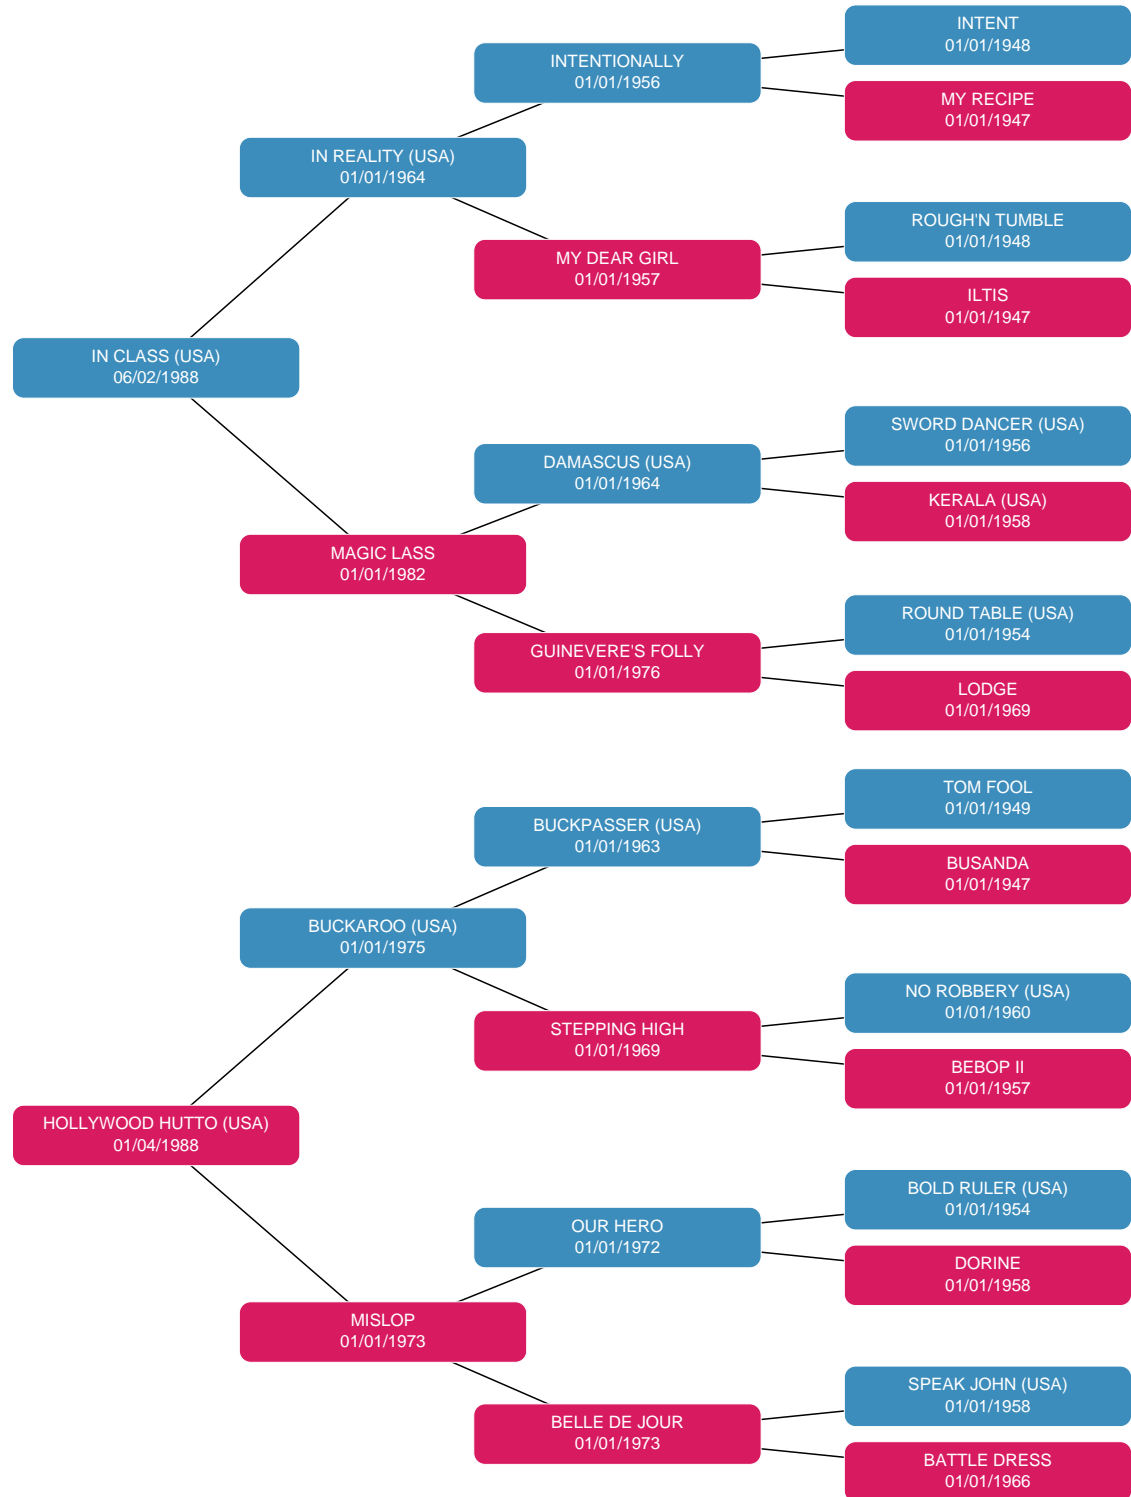 INTENT
01/01/1948
INTENTIONALLY
01/01/1956
MY RECIPE
01/01/1947
IN REALITY (USA)
01/01/1964
ROUGH'N TUMBLE
01/01/1948
MY DEAR GIRL
01/01/1957
ILTIS
01/01/1947
IN CLASS (USA)
06/02/1988
SWORD DANCER (USA)
01/01/1956
DAMASCUS (USA)
01/01/1964
KERALA (USA)
01/01/1958
MAGIC LASS
01/01/1982
ROUND TABLE (USA)
01/01/1954
GUINEVERE'S FOLLY
01/01/1976
LODGE
01/01/1969
TOM FOOL
01/01/1949
BUCKPASSER (USA)
01/01/1963
BUSANDA
01/01/1947
BUCKAROO (USA)
01/01/1975
NO ROBBERY (USA)
01/01/1960
STEPPING HIGH
01/01/1969
BEBOP II
01/01/1957
HOLLYWOOD HUTTO (USA)
01/04/1988
BOLD RULER (USA)
01/01/1954
OUR HERO
01/01/1972
DORINE
01/01/1958
MISLOP
01/01/1973
SPEAK JOHN (USA)
01/01/1958
BELLE DE JOUR
01/01/1973
BATTLE DRESS
01/01/1966